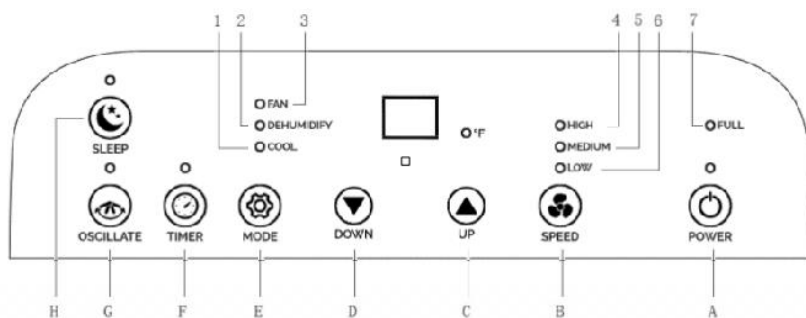 1 2 3 4 5 6 7
FAN
DEHUMIDIFY
COOL
°F
HIGH
MEDIUM
LOW
FULL
SLEEP
OSCILLATE TIMER MODE DOWN UP SPEED POWER
H G F E D C B A